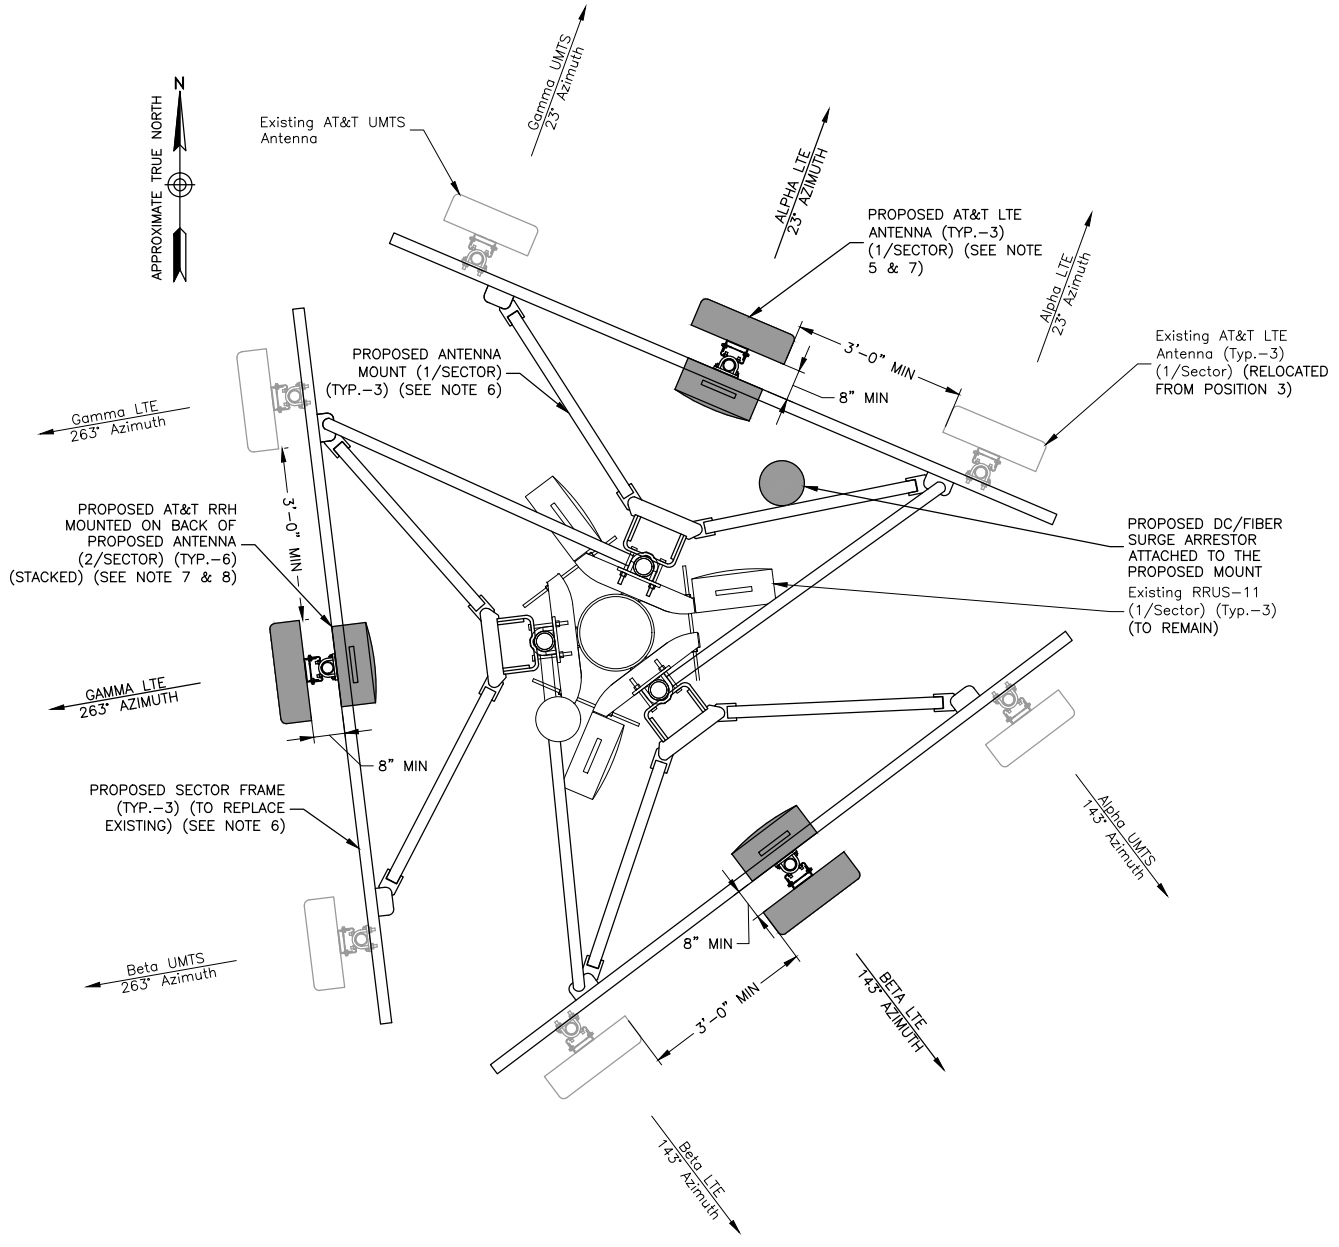 Gamma UMTS
23° Azimuth
N
APPROXIMATE TRUE NORTH
Existing AT&T UMTS
Antenna
ALPHA LTE
23° AZIMUTH
PROPOSED AT&T LTE
ANTENNA (TYP.-3)
(1/SECTOR) (SEE NOTE
5 & 7)
Alpha LTE
23° Azimuth
Existing AT&T LTE
Antenna (Typ.-3)
(1/Sector) (RELOCATED
FROM POSITION 3)
3'-0" MIN
8" MIN
PROPOSED ANTENNA
MOUNT (1/SECTOR)
(TYP.-3) (SEE NOTE 6)
Gamma LTE
263° Azimuth
3'-0" MIN
PROPOSED AT&T RRH
MOUNTED ON BACK OF
PROPOSED ANTENNA
(2/SECTOR) (TYP.-6)
(STACKED) (SEE NOTE 7 & 8)
PROPOSED DC/FIBER
SURGE ARRESTOR
ATTACHED TO THE
PROPOSED MOUNT
Existing RRUS-11
(1/Sector) (Typ.-3)
(TO REMAIN)
GAMMA LTE
263° AZIMUTH
8" MIN
PROPOSED SECTOR FRAME
(TYP.-3) (TO REPLACE
EXISTING) (SEE NOTE 6)
Alpha UMTS
143° Azimuth
8" MIN
Beta UMTS
263° Azimuth
3'-0" MIN
BETA LTE
143° AZIMUTH
Beta LTE
143° Azimuth